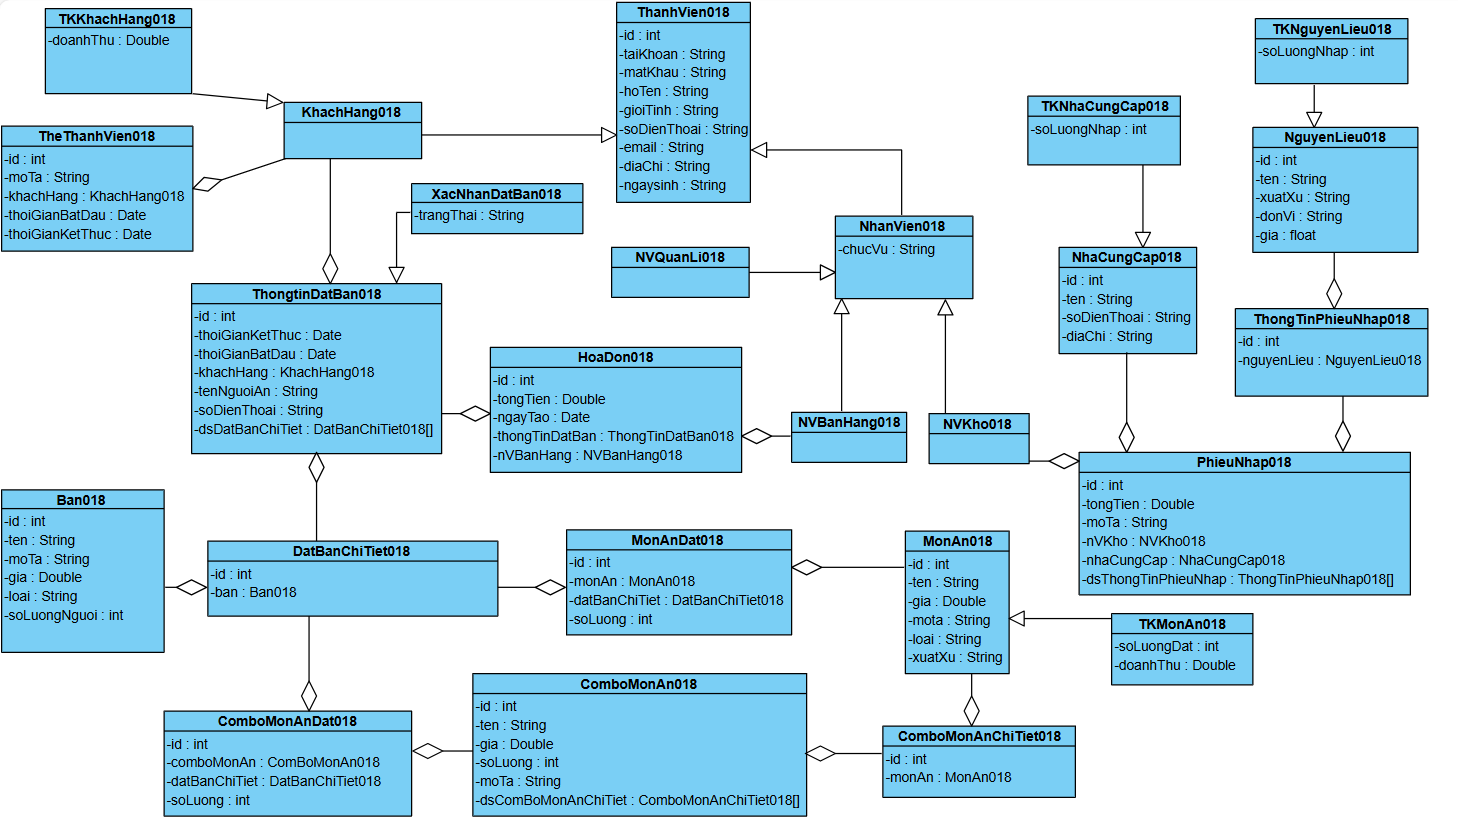 TKKhachHang018
-doanhThu : Double
ThanhVien018
-id : int
-taiKhoan : String
-matKhau : String
-hoTen : String
-gioiTinh : String
-soDienThoai : String
-email : String
-diaChi : String
-ngaysinh : String
TKNguyenLieu018
-soLuongNhap : int
KhachHang018
TKNhaCungCap018
-soLuongNhap : int
TheThanhVien018
-id : int
-moTa : String
-khachHang : KhachHang018
-thoiGianBatDau : Date
-thoiGianKetThuc : Date
NguyenLieu018
-id : int
-ten : String
-xuatXu : String
-donVi : String
-gia : float
XacNhanDatBan018
-trangThai : String
NhanVien018
-chucVu : String
NVQuanLi018
NhaCungCap018
-id : int
-ten : String
-soDienThoai : String
-diaChi : String
ThongtinDatBan018
-id : int
-thoiGianKetThuc : Date
-thoiGianBatDau : Date
-khachHang : KhachHang018
-tenNguoiAn : String
-soDienThoai : String
-dsDatBanChiTiet : DatBanChiTiet018[]
ThongTinPhieuNhap018
-id : int
-nguyenLieu : NguyenLieu018
HoaDon018
-id : int
-tongTien : Double
-ngayTao : Date
-thongTinDatBan : ThongTinDatBan018
-nVBanHang : NVBanHang018
NVBanHang018
NVKho018
PhieuNhap018
-id : int
-tongTien : Double
-moTa : String
-nVKho : NVKho018
-nhaCungCap : NhaCungCap018
-dsThongTinPhieuNhap : ThongTinPhieuNhap018[]
Ban018
-id : int
-ten : String
-moTa : String
-gia : Double
-loai : String
-soLuongNguoi : int
DatBanChiTiet018
-id : int
-ban : Ban018
MonAnDat018
-id : int
-monAn : MonAn018
-datBanChiTiet : DatBanChiTiet018
-soLuong : int
MonAn018
-id : int
-ten : String
-gia : Double
-mota : String
-loai : String
-xuatXu : String
TKMonAn018
-soLuongDat : int
-doanhThu : Double
ComboMonAnDat018
-id : int
-comboMonAn : ComBoMonAn018
-datBanChiTiet : DatBanChiTiet018
-soLuong : int
ComboMonAn018
-id : int
-ten : String
-gia : Double
-soLuong : int
-moTa : String
-dsComBoMonAnChiTiet : ComboMonAnChiTiet018[]
ComboMonAnChiTiet018
-id : int
-monAn : MonAn018